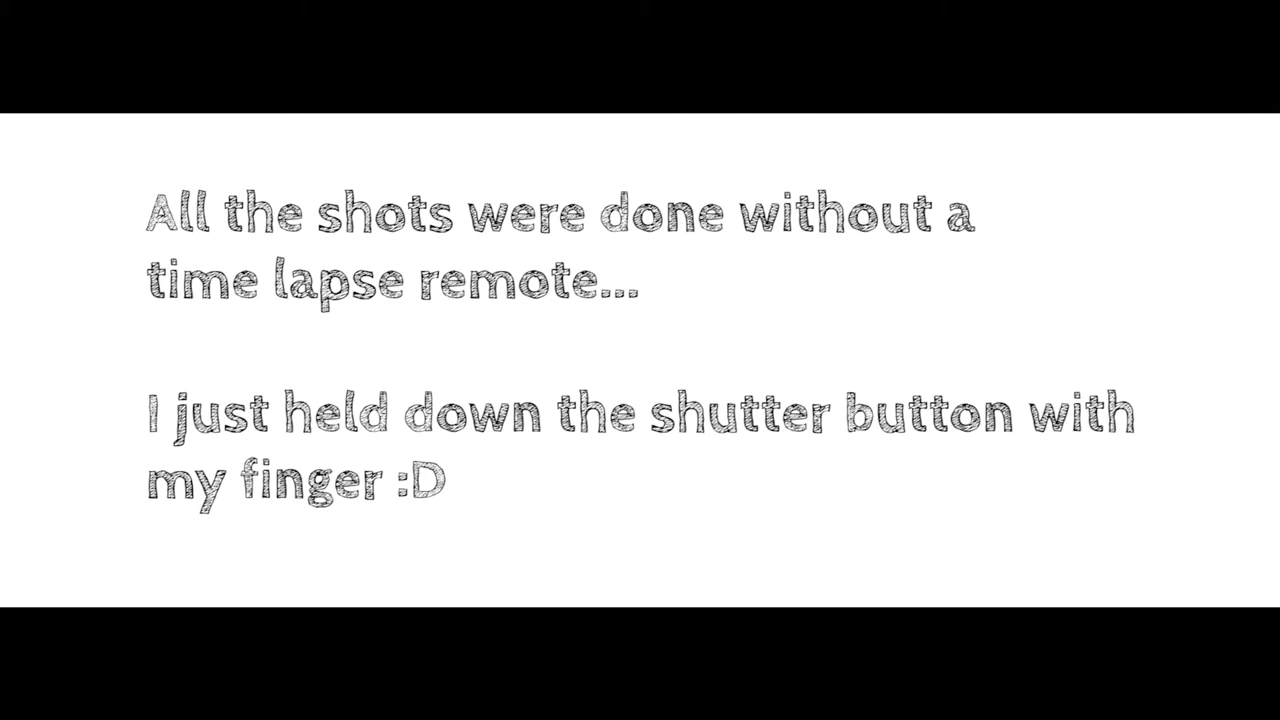 All the shots were done without a
time lapse remote...
I just held down the shutter button with
my finger :D